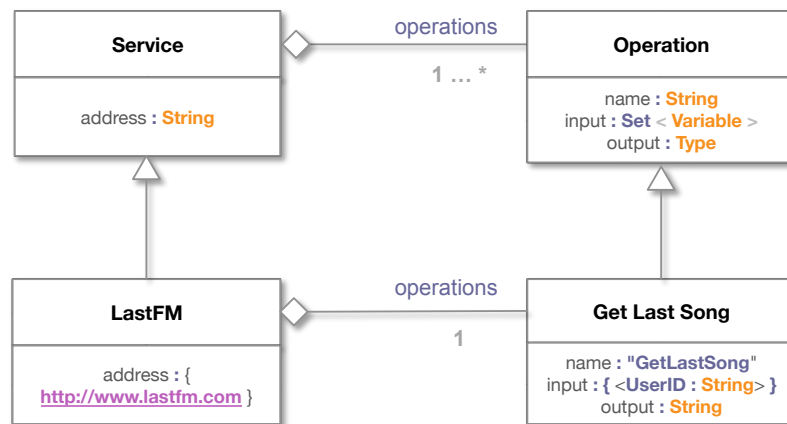 Service
address : String
operations
1 ... *
Operation
name : String
input : Set < Variable >
output : Type
LastFM
address : {
http://www.lastfm.com }
operations
1
Get Last Song
name : "GetLastSong"
input : { <UserID : String> }
output : String